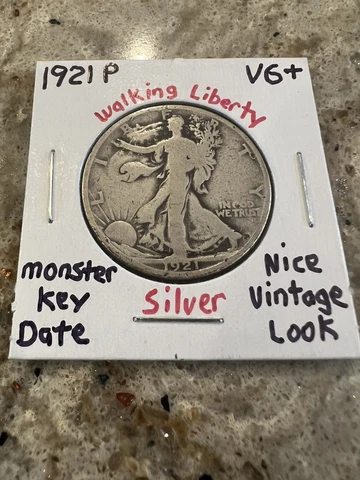 1921 P
VG+
Walking Liberty
LIBERTY
IN GOD
WE TRUST
1921
monster
Key
Date
Silver
Nice
Vintage
Look